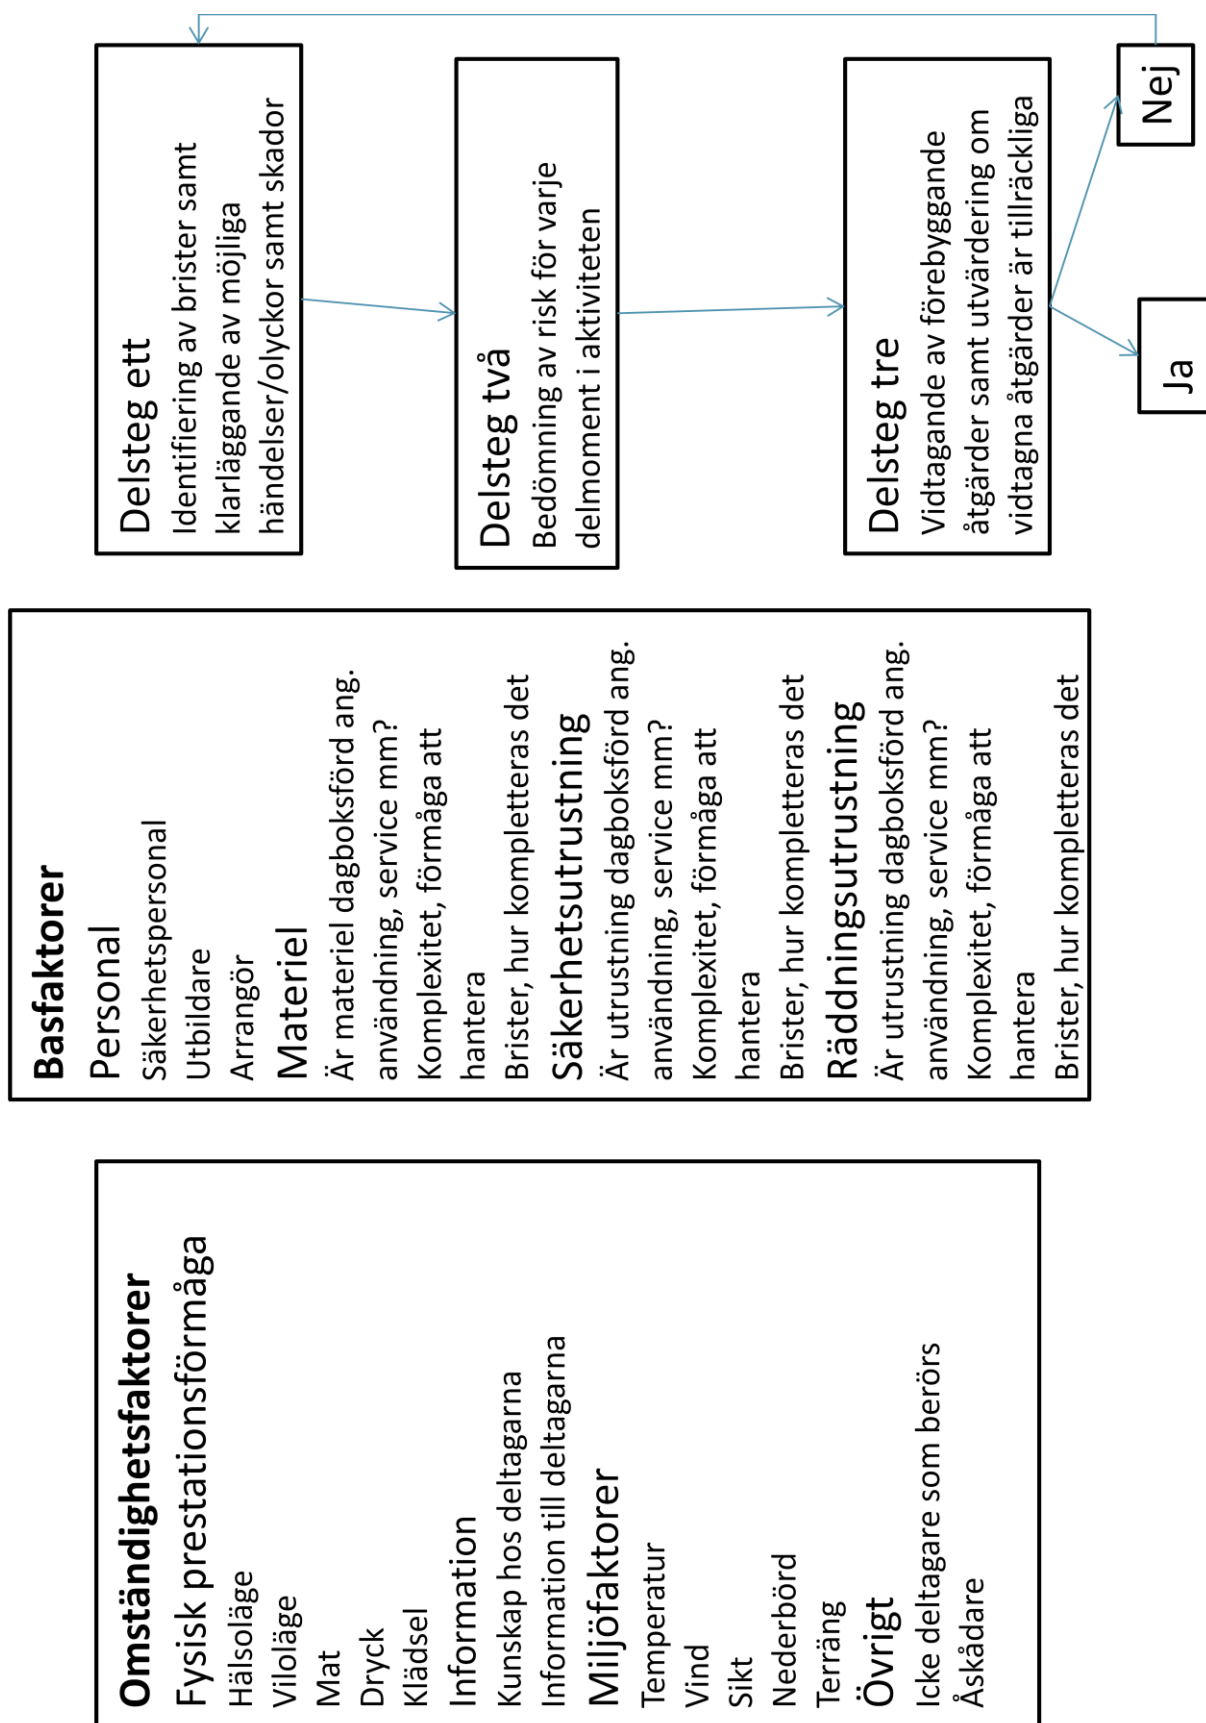 Omständighetsfaktorer
Fysisk prestationsförmåga
Hälsoläge
Viloläge
Mat
Dryck
Klädsel
Information
Kunskap hos deltagarna
Information till deltagarna
Miljöfaktorer
Temperatur
Vind
Sikt
Nederbörd
Terräng
Övrigt
Icke deltagare som berörs
Åskådare
Basfaktorer
Personal
Säkerhetspersonal
Utbildare
Arrangör
Materiel
Är materiel dagboksförd ang.
användning, service mm?
Komplexitet, förmåga att
hantera
Brister, hur kompletteras det
Säkerhetsutrustning
Är utrustning dagboksförd ang.
användning, service mm?
Komplexitet, förmåga att
hantera
Brister, hur kompletteras det
Räddningsutrustning
Är utrustning dagboksförd ang.
användning, service mm?
Komplexitet, förmåga att
hantera
Brister, hur kompletteras det
Delsteg ett
Identifiering av brister samt
klarläggande av möjliga
händelser/olyckor samt skador
Delsteg två
Bedömning av risk för varje
delmoment i aktiviteten
Delsteg tre
Vidtagande av förebyggande
åtgärder samt utvärdering om
vidtagna åtgärder är tillräckliga
Ja
Nej